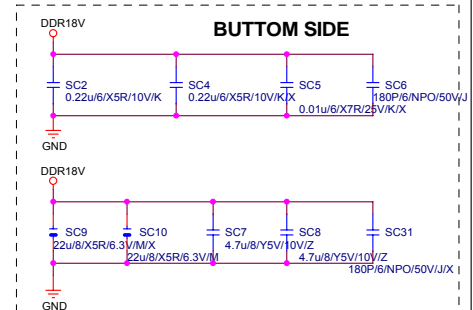 DDR18V
BUTTOM SIDE
SC2
SC4
SC5
SC6
0.22u/6/X5R/10V/K
0.22u/6/X5R/10V/K/X
180P/6/NPO/50V/J
0.01u/6/X7R/25V/K/X
GND
DDR18V
SC9
SC10
SC7
SC8
SC31
22u/8/X5R/6.3V/M/X
4.7u/8/Y5V/10V/Z
22u/8/X5R/6.3V/M
4.7u/8/Y5V/10V/Z
180P/6/NPO/50V/J/X
GND